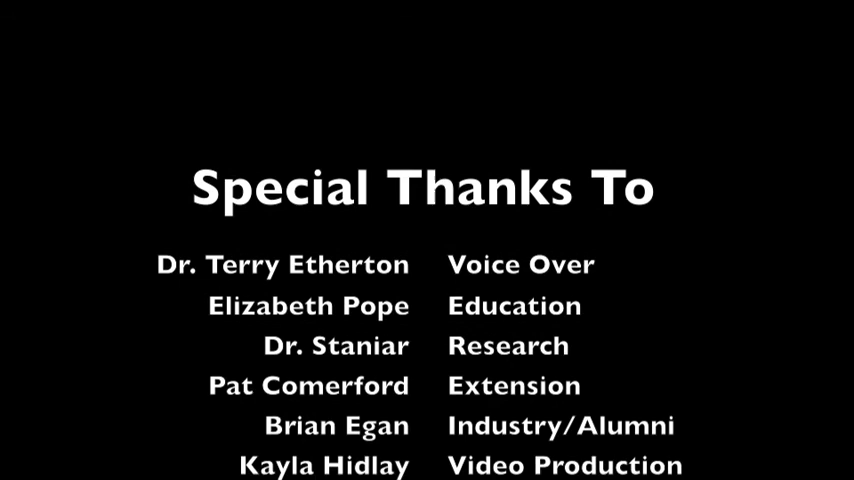 Special Thanks To
Dr. Terry Etherton Voice Over
Elizabeth Pope Education
Dr. Staniar Research
Pat Comerford Extension
Brian Egan Industry/Alumni
Kayla Hidlay Video Production